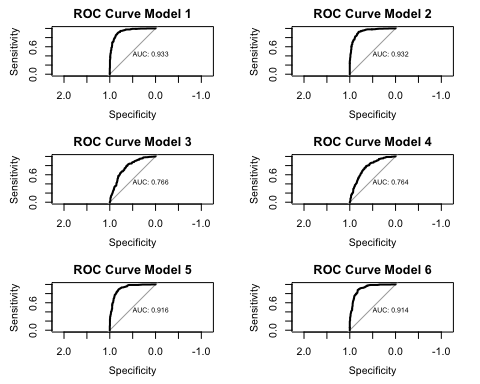 ROC Curve Model 1
Sensitivity
0.0 0.6
AUC: 0.933
2.0 1.0 0.0 -1.0
Specificity
ROC Curve Model 2
Sensitivity
0.0 0.6
AUC: 0.932
2.0 1.0 0.0 -1.0
Specificity
ROC Curve Model 3
Sensitivity
0.0 0.6
AUC: 0.766
2.0 1.0 0.0 -1.0
Specificity
ROC Curve Model 4
Sensitivity
0.0 0.6
AUC: 0.764
2.0 1.0 0.0 -1.0
Specificity
ROC Curve Model 5
Sensitivity
0.0 0.6
AUC: 0.916
2.0 1.0 0.0 -1.0
Specificity
ROC Curve Model 6
Sensitivity
0.0 0.6
AUC: 0.914
2.0 1.0 0.0 -1.0
Specificity